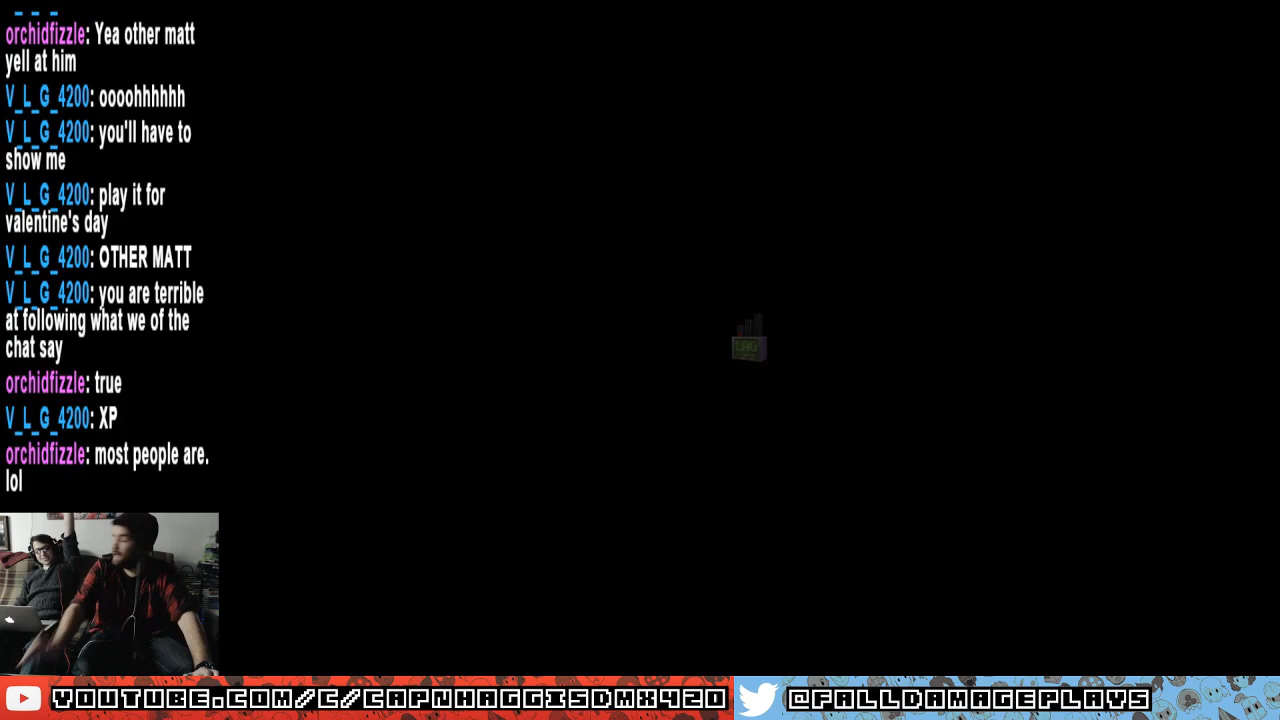 orchidfizzle: Yea other matt
yell at him
V_L_G_4200: oooohhhhhh
V_L_G_4200: you'll have to
show me
V_L_G_4200: play it for
valentine's day
V_L_G_4200: OTHER MATT
V_L_G_4200: you are terrible
at following what we of the
chat say
orchidfizzle: true
V_L_G_4200: XP
orchidfizzle: most people are.
lol
YOUTUBE.COM/C/CAPNHAGGISDMX420
@FALLDAMAGEPLAYS